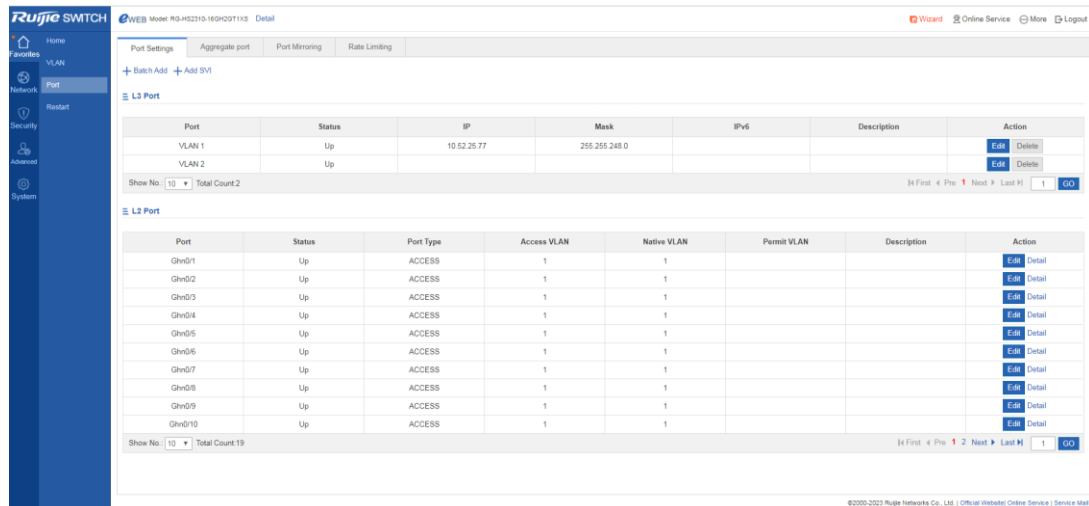 Ruijie SWITCH eWEB Model: RG-HS2310-16GH2GT1XS Detail Wizard Online Service More Logout
Favorites
Network
Security
Advanced
System
Home
VLAN
Port
Restart
Port Settings Aggregate port Port Mirroring Rate Limiting
+ Batch Add + Add SVI
L3 Port
Port Status IP Mask IPv6 Description Action
VLAN 1 Up 10.52.25.77 255.255.248.0 Edit Delete
VLAN 2 Up Edit Delete
Show No.: 10 Total Count:2 First Pre 1 Next Last 1 GO
L2 Port
Port Status Port Type Access VLAN Native VLAN Permit VLAN Description Action
Ghn0/1 Up ACCESS 1 1 Edit Detail
Ghn0/2 Up ACCESS 1 1 Edit Detail
Ghn0/3 Up ACCESS 1 1 Edit Detail
Ghn0/4 Up ACCESS 1 1 Edit Detail
Ghn0/5 Up ACCESS 1 1 Edit Detail
Ghn0/6 Up ACCESS 1 1 Edit Detail
Ghn0/7 Up ACCESS 1 1 Edit Detail
Ghn0/8 Up ACCESS 1 1 Edit Detail
Ghn0/9 Up ACCESS 1 1 Edit Detail
Ghn0/10 Up ACCESS 1 1 Edit Detail
Show No.: 10 Total Count:19 First Pre 1 2 Next Last 1 GO
©2000-2023 Ruijie Networks Co., Ltd. | Official Website| Online Service | Service Mail